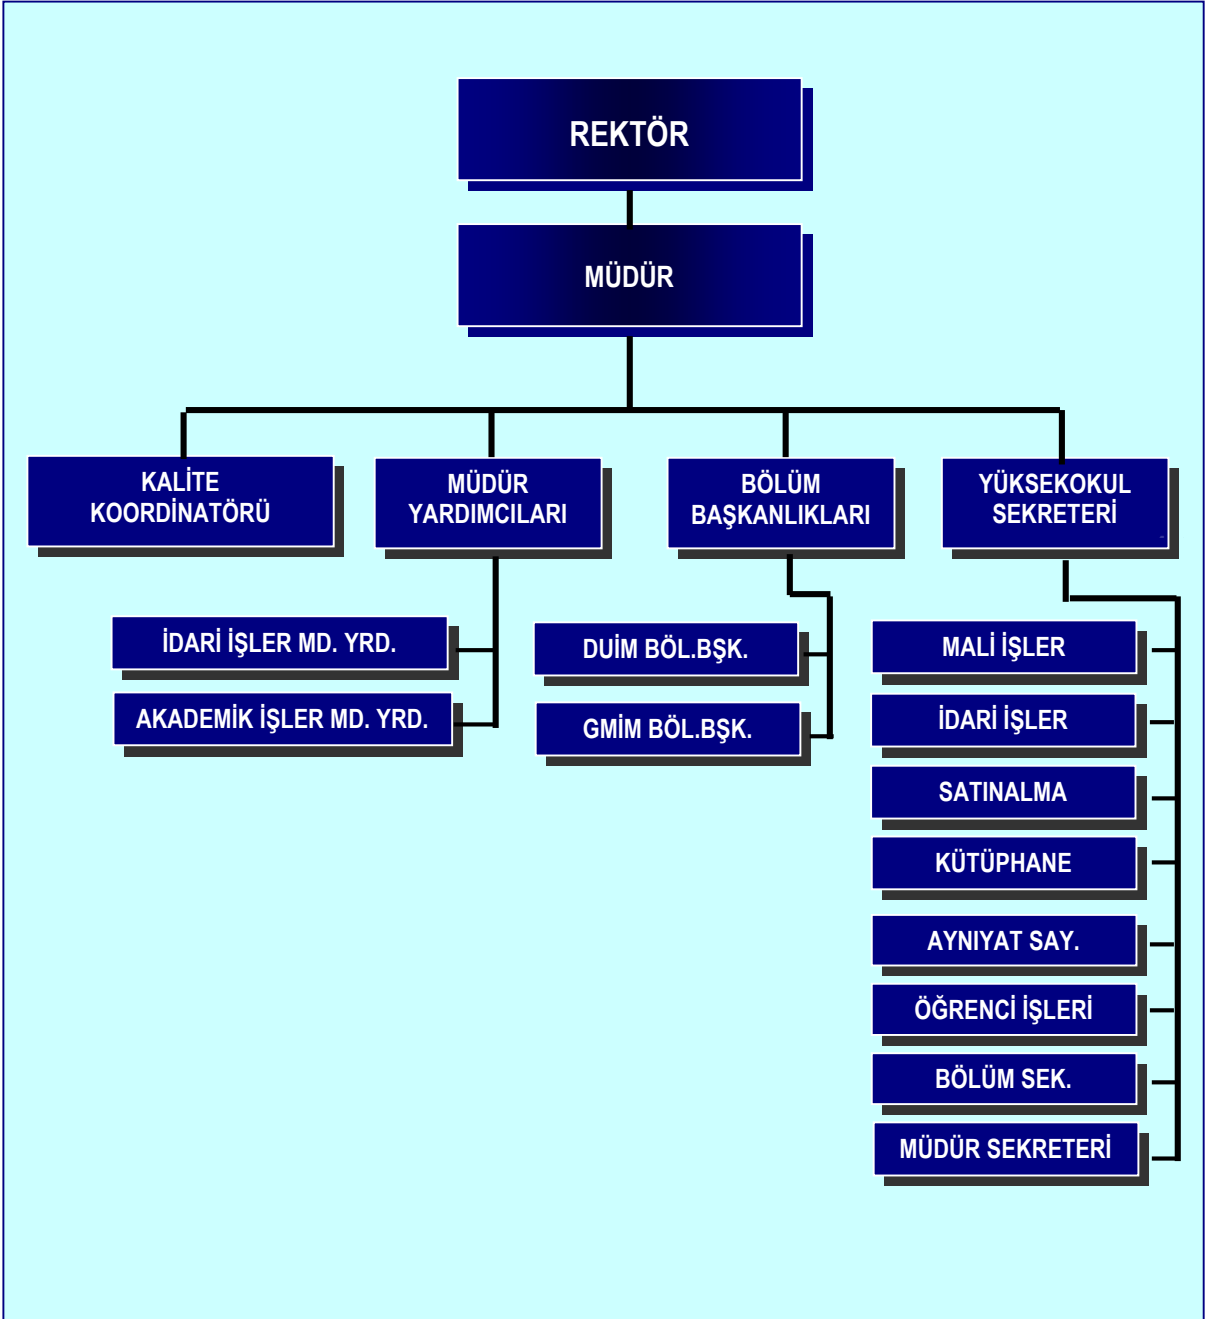 REKTÖR
MÜDÜR
KALİTE
KOORDİNATÖRÜ
MÜDÜR
YARDIMCILARI
BÖLÜM
BAŞKANLIKLARI
YÜKSEKOKUL
SEKRETERİ
İDARİ İŞLER MD. YRD.
AKADEMİK İŞLER MD. YRD.
DUİM BÖL.BŞK.
GMİM BÖL.BŞK.
MALİ İŞLER
İDARİ İŞLER
SATINALMA
KÜTÜPHANE
AYNIYAT SAY.
ÖĞRENCİ İŞLERİ
BÖLÜM SEK.
MÜDÜR SEKRETERİ